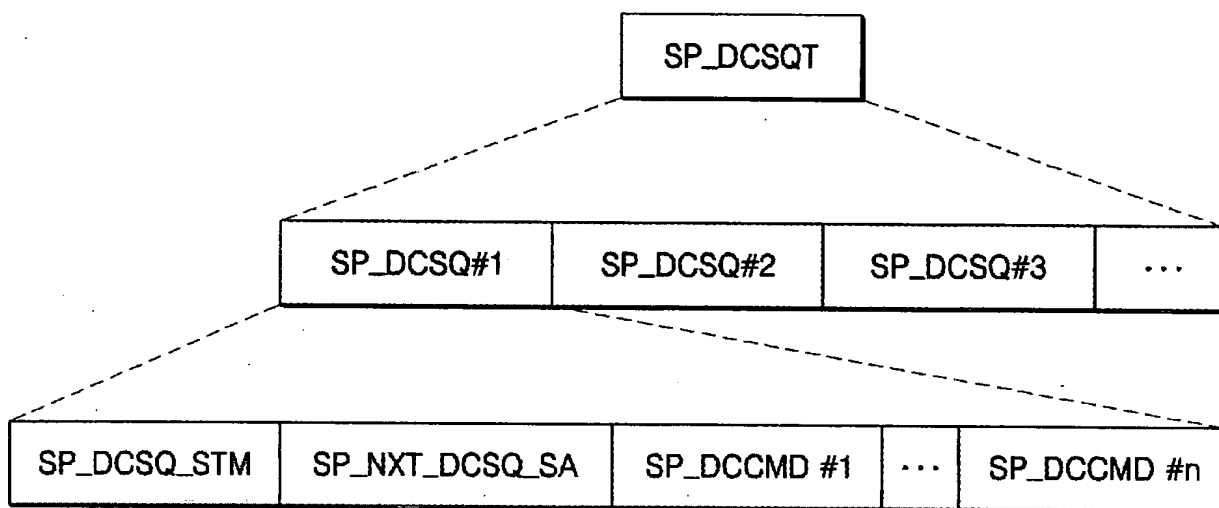 SP_DCSQT
SP_DCSQ#1 SP_DCSQ#2 SP_DCSQ#3 ...
SP_DCSQ_STM SP_NXT_DCSQ_SA SP_DCCMD #1 ... SP_DCCMD #n